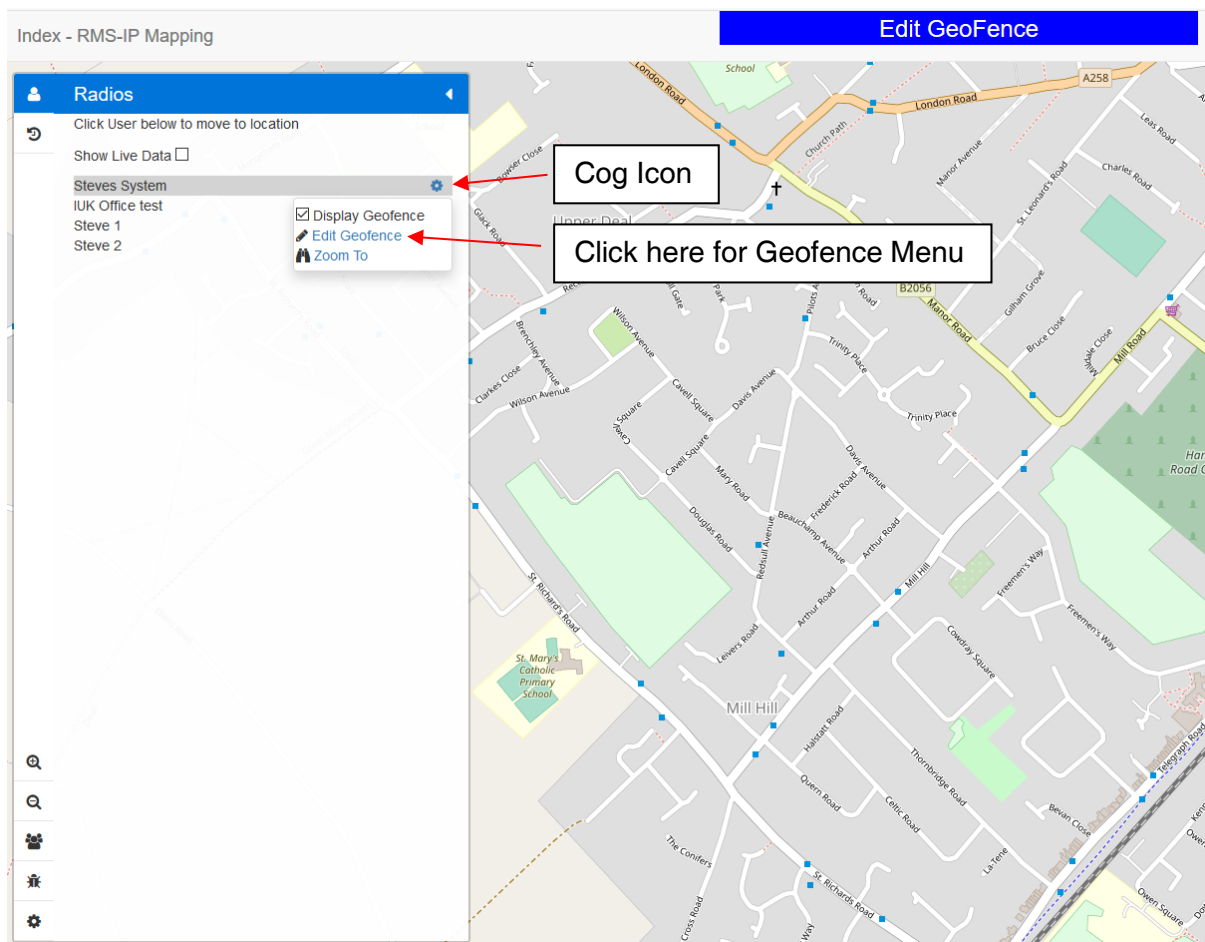 Index - RMS-IP Mapping
Edit GeoFence
Radios
Click User below to move to location
Show Live Data
Steves System
IUK Office test
Steve 1
Steve 2
Display Geofence
Edit Geofence
Zoom To
Cog Icon
Click here for Geofence Menu
School
London Road
A258
London Road
Church Path
Leas Road
Bowser Close
Manor Avenue
Charles Road
St. Leonard's Road
Glack Road
Upper Deal
B2056
Gilham Grove
Manor Road
Bruce Close
Mill Road
Wilson Avenue
Brenchley Avenue
Trinity Place
Clarkes Close
Wilson Avenue
Cavell Square
Davis Avenue
Trinity Place
Cavell Square
Mary Road
Davis Avenue
Frederick Road
Road C
Douglas Road
Beauchamp Avenue
Arthur Road
Redsull Avenue
Mill Hill
Freemen's Way
St. Richard's Road
Arthur Road
Freemen's Way
Leivers Road
Cowdray Square
St. Mary's
Catholic
Primary
School
Mill Hill
Halstatt Road
Thornbridge Road
Telegraph Road
Quern Road
Celtic Road
Bevan Close
The Conifers
La-Tene
St. Richards Road
Owen Square
Cross Road
Way